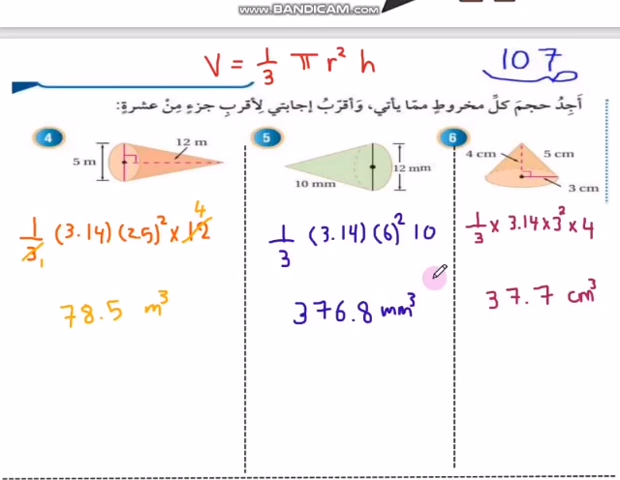 WWW.BANDICAM.COM
V = 1/3 π r² h
107
أَجِدُ حجمَ كلِّ مخروطٍ ممّا يأتي، وَأقرّبُ إجابتي لِأقربِ جزءٍ مِنْ عشرةٍ:
4
12 m
5 m
5
12 mm
10 mm
6
4 cm
5 cm
3 cm
1/3 1 (3.14) (2.5)² × 12 4
78.5 m³
1/3 (3.14) (6)² 10
376.8 mm³
1/3 × 3.14 × 3² × 4
37.7 cm³